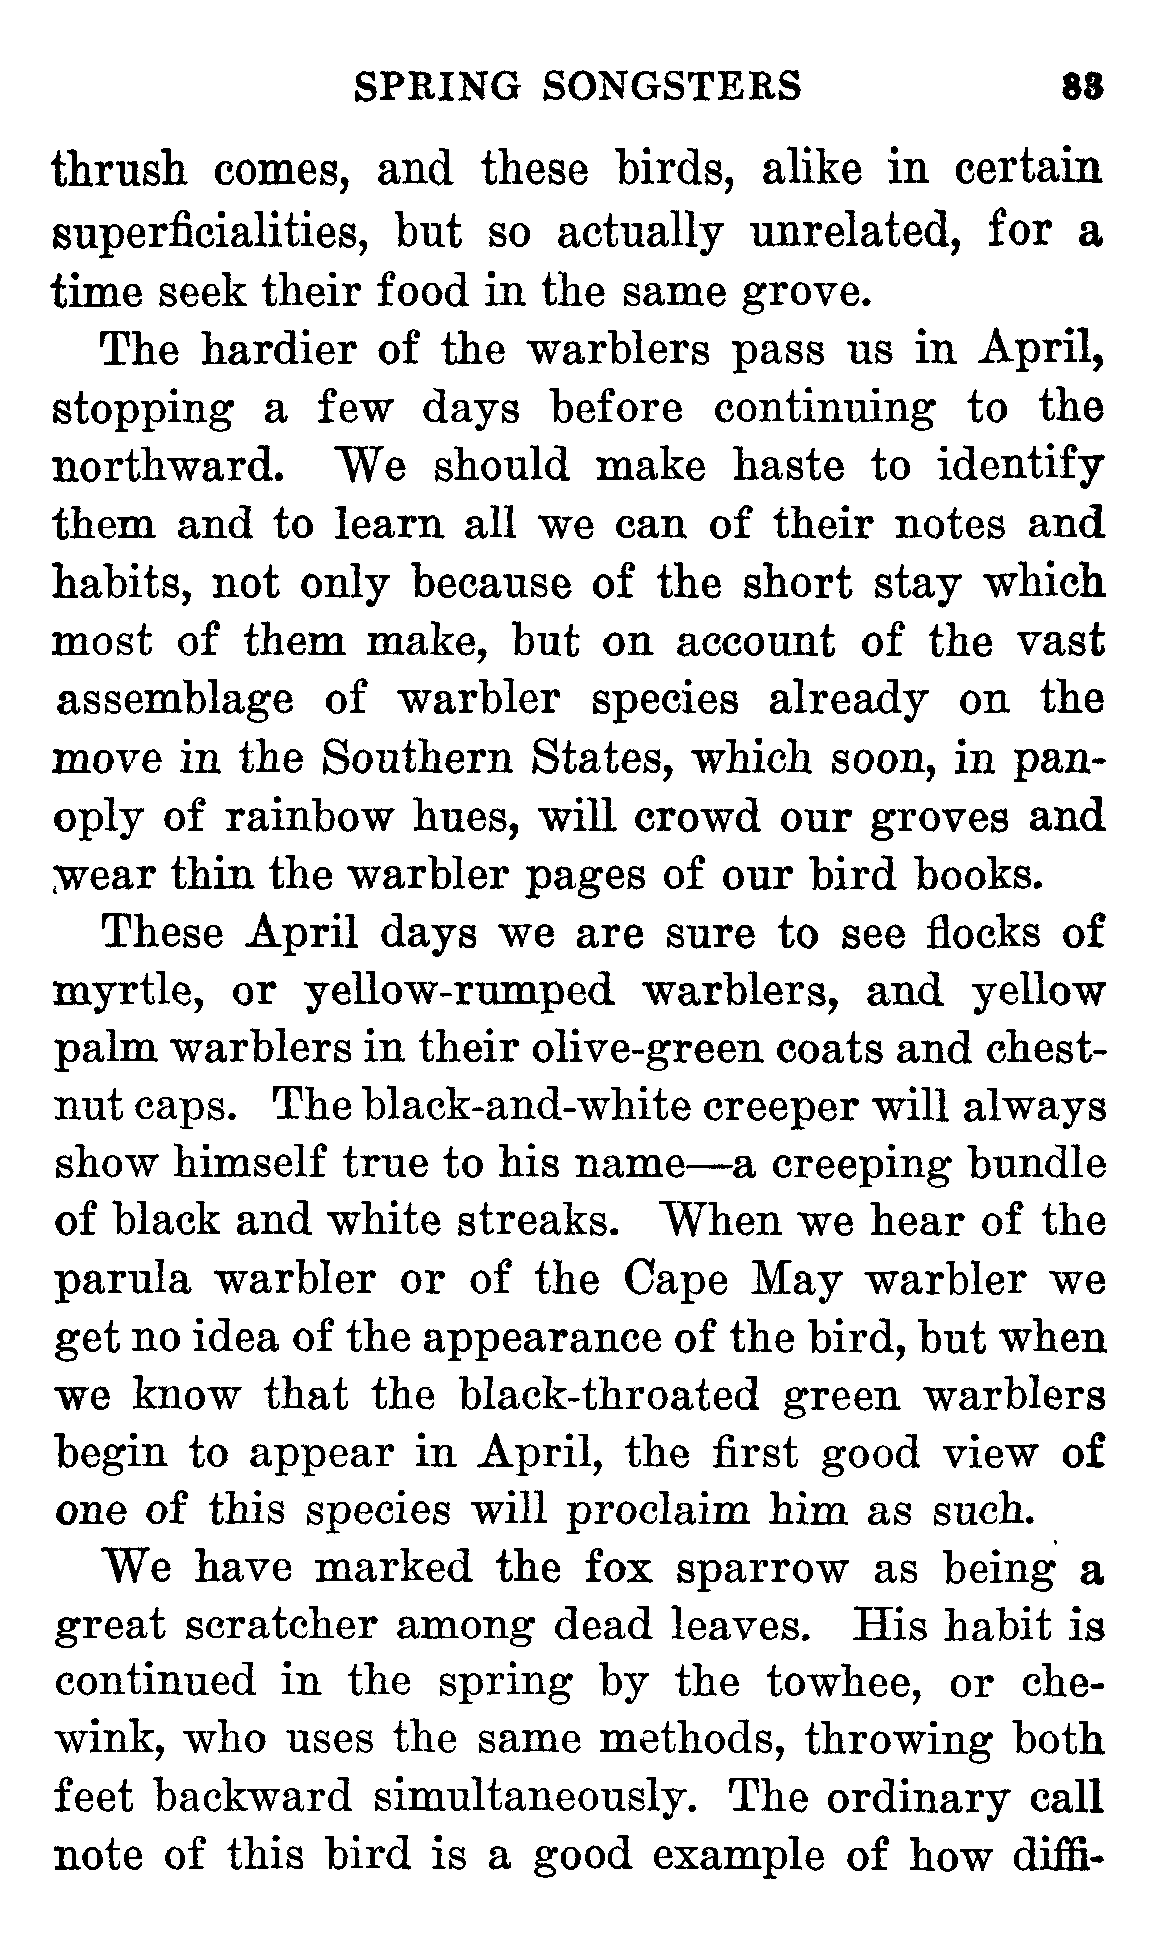 SPRING SONGSTERS 83
thrush comes, and these birds, alike in certain
superficialities, but so actually unrelated, for a
time seek their food in the same grove.
The hardier of the warblers pass us in April,
stopping a few days before continuing to the
northward. We should make haste to identify
them and to learn all we can of their notes and
habits, not only because of the short stay which
most of them make, but on account of the vast
assemblage of warbler species already on the
move in the Southern States, which soon, in pan-
oply of rainbow hues, will crowd our groves and
wear thin the warbler pages of our bird books.
These April days we are sure to see flocks of
myrtle, or yellow-rumped warblers, and yellow
palm warblers in their olive-green coats and chest-
nut caps. The black-and-white creeper will always
show himself true to his name—a creeping bundle
of black and white streaks. When we hear of the
parula warbler or of the Cape May warbler we
get no idea of the appearance of the bird, but when
we know that the black-throated green warblers
begin to appear in April, the first good view of
one of this species will proclaim him as such.
We have marked the fox sparrow as being a
great scratcher among dead leaves. His habit is
continued in the spring by the towhee, or che-
wink, who uses the same methods, throwing both
feet backward simultaneously. The ordinary call
note of this bird is a good example of how diffi-